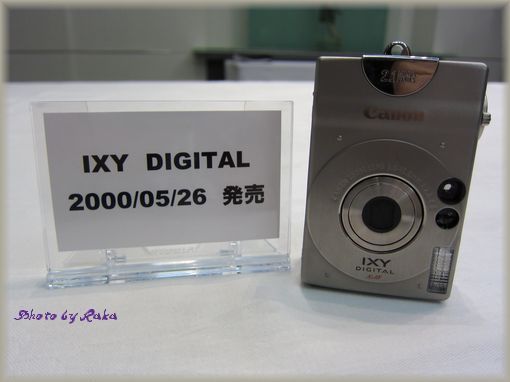 IXY DIGITAL
2000/05/26 発売
Canon
IXY
DIGITAL
Photo by Raka